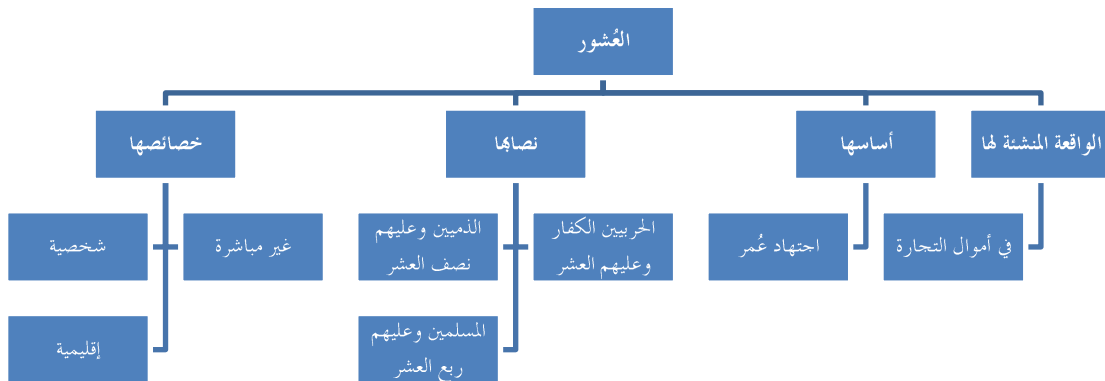 العُشور
الواقعة المنشئة لها
أساسها
نصابها
خصائصها
في أموال التجارة
اجتهاد عُمر
الحربيين الكفار
وعليهم العشر
الذميين وعليهم
نصف العشر
المسلمين وعليهم
ربع العشر
غير مباشرة
شخصية
إقليمية